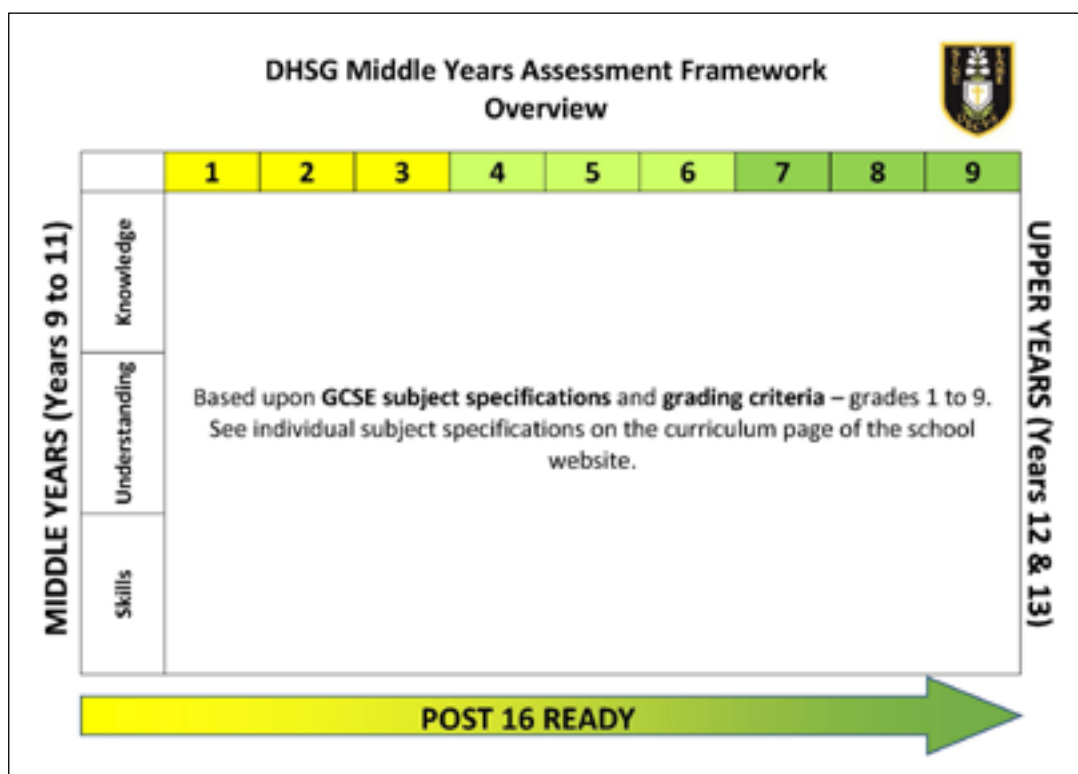 DHSG Middle Years Assessment Framework
Overview
1 2 3 4 5 6 7 8 9
MIDDLE YEARS (Years 9 to 11)
Knowledge
Understanding
Skills
Based upon GCSE subject specifications and grading criteria – grades 1 to 9.
See individual subject specifications on the curriculum page of the school
website.
UPPER YEARS (Years 12 & 13)
POST 16 READY